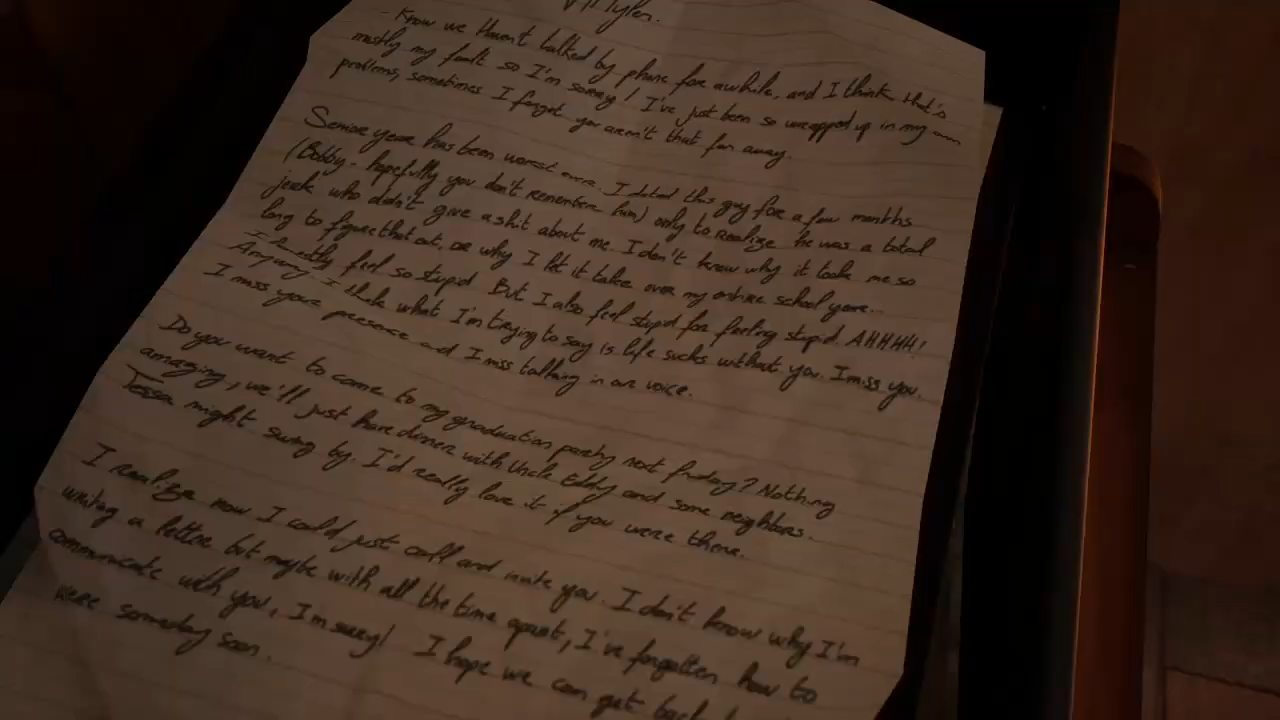 Hi Tyler.
- Know we Haven't talked by phone for awhile, and I think that's
mostly my fault so I'm sorry! I've just been so wrapped up in my own
problems, sometimes I forget you aren't that far away.
Senior year has been worst ever. I dated this guy for a few months
(Bobby - hopefully you don't remember him) only to realize he was a total
jerk who didn't give a shit about me. I don't know why it took me so
long to figure that out, or why I let it take over my entire school year...
I honestly feel so stupid But I also feel stupid for feeling stupid. AHHHH!
Anyway I think what I'm trying to say is life sucks without you. I miss you.
I miss your presence and I miss talking in our voice.
Do you want to come to my graduation party next friday? Nothing
amazing, we'll just have dinner with Uncle Eddy and some neighbors.
Tessa might swing by. I'd really love it if you were there.
I realize now I could just call and invite you. I don't know why I'm
writing a letter but maybe with all the time apart, I've forgotten how to
communicate with you, I'm sorry! I hope we can get back
were someday soon.